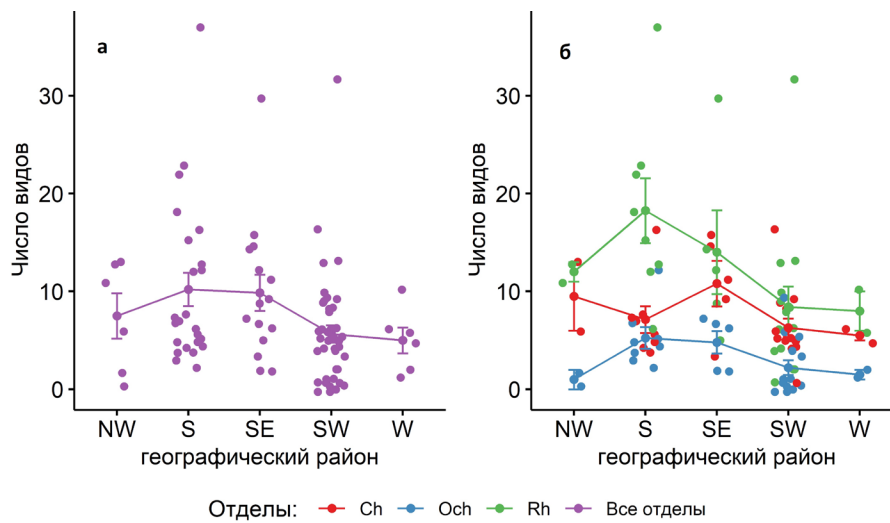 а
Число видов
30
20
10
0
NW S SE SW W
географический район
б
Число видов
30
20
10
0
NW S SE SW W
географический район
Отделы: Ch Och Rh Все отделы